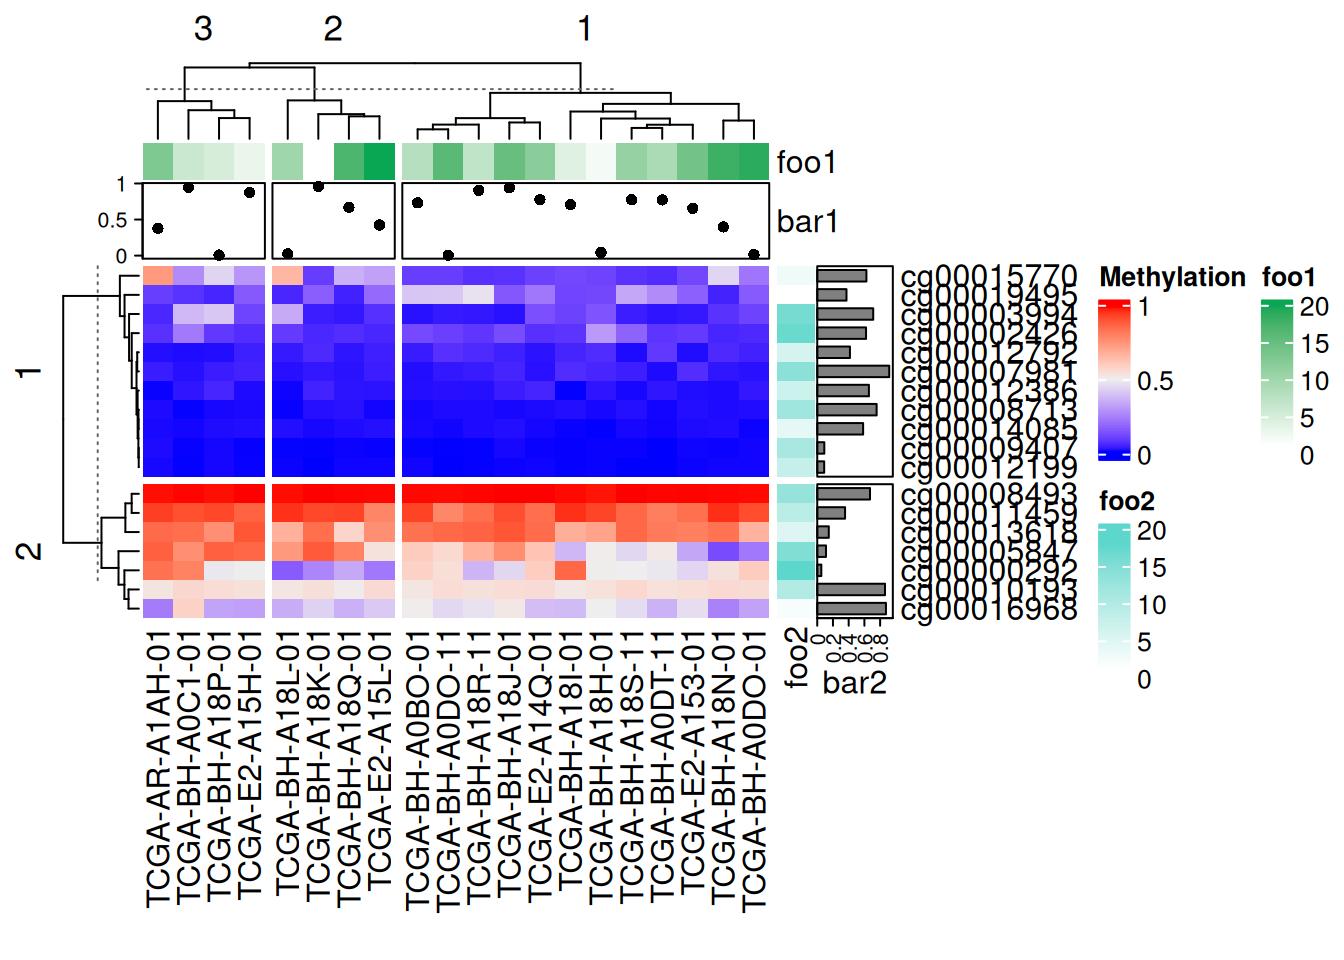 3
2
1
foo1
1
0.5
0
bar1
1
2
cg00015770
cg00019495
cg00003994
cg00002426
cg00012792
cg00007981
cg00012386
cg00008713
cg00014085
cg00009407
cg00012199
cg00008493
cg00011459
cg00013618
cg00005847
cg00000292
cg00010193
cg00016968
TCGA-AR-A1AH-01
TCGA-BH-A0C1-01
TCGA-BH-A18P-01
TCGA-E2-A15H-01
TCGA-BH-A18L-01
TCGA-BH-A18K-01
TCGA-BH-A18Q-01
TCGA-E2-A15L-01
TCGA-BH-A0BO-01
TCGA-BH-A0DO-11
TCGA-BH-A18R-11
TCGA-BH-A18J-01
TCGA-E2-A14Q-01
TCGA-BH-A18I-01
TCGA-BH-A18H-01
TCGA-BH-A18S-11
TCGA-BH-A0DT-11
TCGA-E2-A153-01
TCGA-BH-A18N-01
TCGA-BH-A0DO-01
foo2
0
0.2
0.4
0.6
0.8
bar2
Methylation
1
0.5
0
foo1
20
15
10
5
0
foo2
20
15
10
5
0